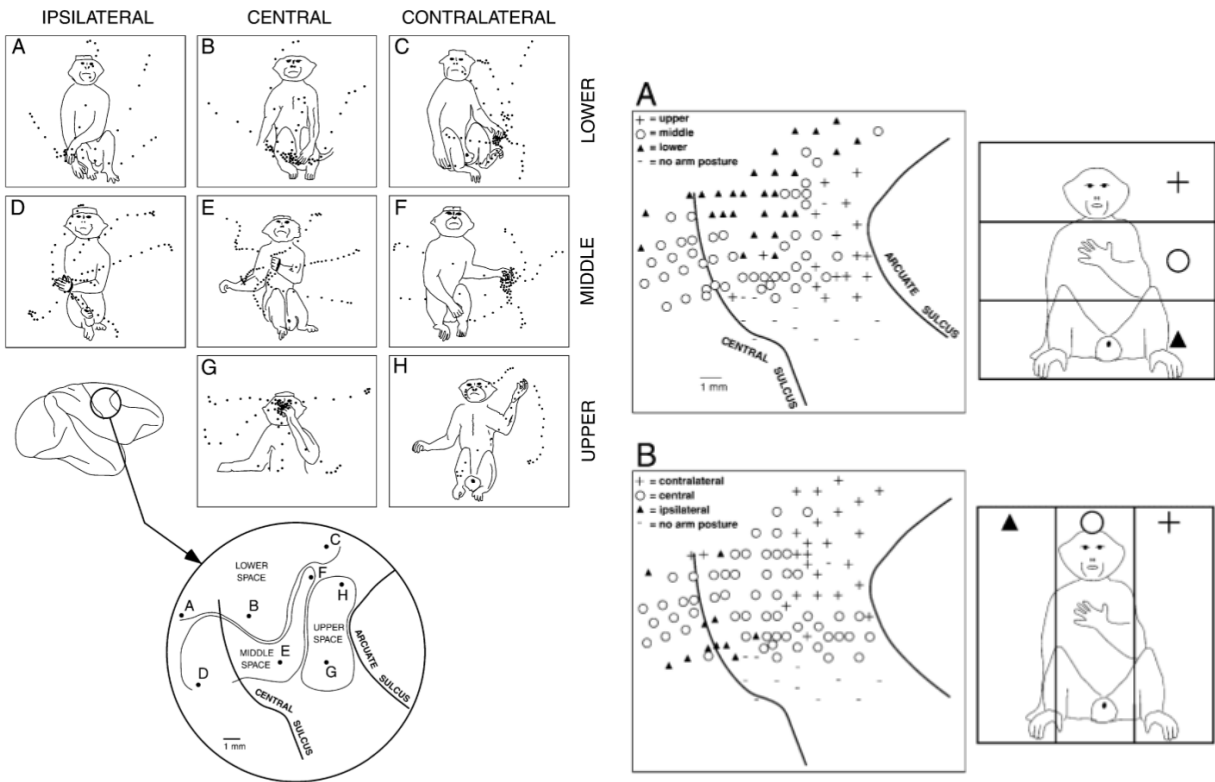 IPSILATERAL
CENTRAL
CONTRALATERAL
A
B
C
LOWER
D
E
F
MIDDLE
G
H
UPPER
LOWER
SPACE
C
F
H
A
B
UPPER
SPACE
MIDDLE
SPACE
E
G
D
ARCUATE
SULCUS
CENTRAL
SULCUS
1 mm
A
+ = upper
○ = middle
▲ = lower
- = no arm posture
ARCUATE
SULCUS
CENTRAL
SULCUS
1 mm
B
+ = contralateral
○ = central
▲ = ipsilateral
- = no arm posture